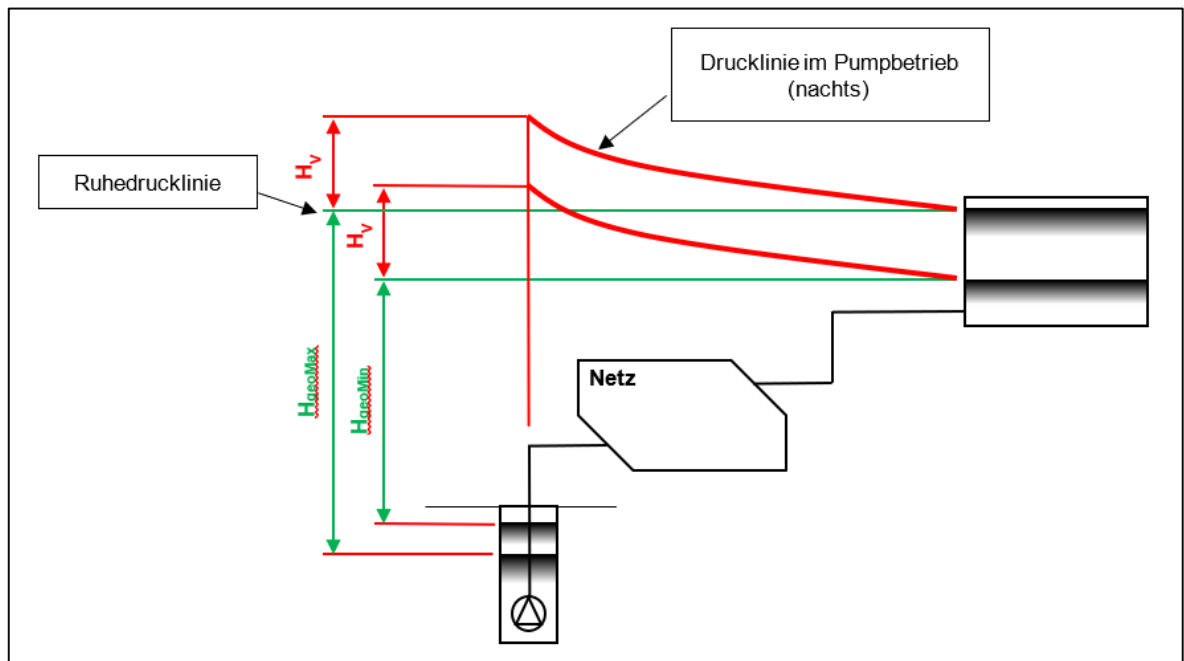 Drucklinie im Pumpbetrieb
(nachts)
Hv
Ruhedrucklinie
Hv
HgeoMax
HgeoMin
Netz